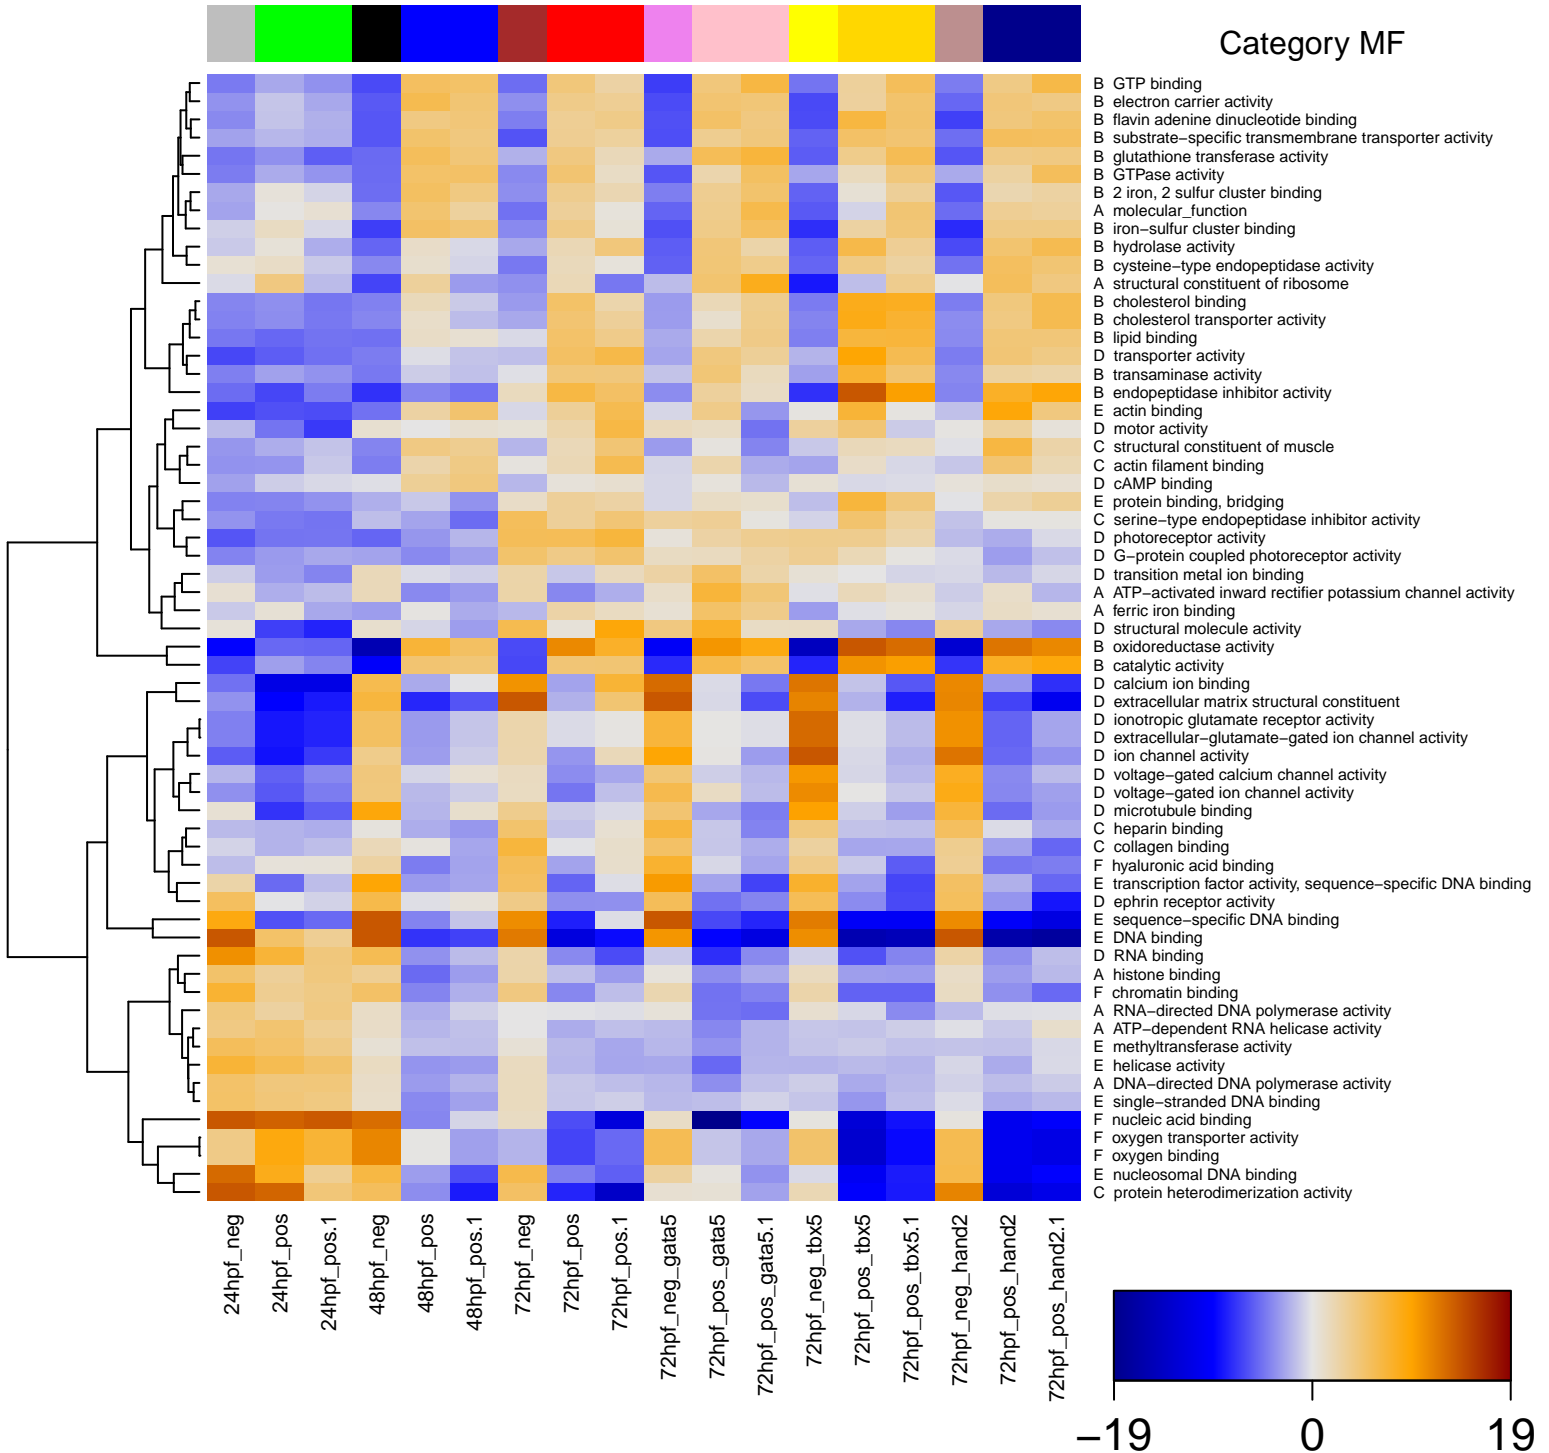 Category MF
B GTP binding
B electron carrier activity
B flavin adenine dinucleotide binding
B substrate−specific transmembrane transporter activity
B glutathione transferase activity
B GTPase activity
B 2 iron, 2 sulfur cluster binding
A molecular_function
B iron−sulfur cluster binding
B hydrolase activity
B cysteine−type endopeptidase activity
A structural constituent of ribosome
B cholesterol binding
B cholesterol transporter activity
B lipid binding
D transporter activity
B transaminase activity
B endopeptidase inhibitor activity
E actin binding
D motor activity
C structural constituent of muscle
C actin filament binding
D cAMP binding
E protein binding, bridging
C serine−type endopeptidase inhibitor activity
D photoreceptor activity
D G−protein coupled photoreceptor activity
D transition metal ion binding
A ATP−activated inward rectifier potassium channel activity
A ferric iron binding
D structural molecule activity
B oxidoreductase activity
B catalytic activity
D calcium ion binding
D extracellular matrix structural constituent
D ionotropic glutamate receptor activity
D extracellular−glutamate−gated ion channel activity
D ion channel activity
D voltage−gated calcium channel activity
D voltage−gated ion channel activity
D microtubule binding
C heparin binding
C collagen binding
F hyaluronic acid binding
E transcription factor activity, sequence−specific DNA binding
D ephrin receptor activity
E sequence−specific DNA binding
E DNA binding
D RNA binding
A histone binding
F chromatin binding
A RNA−directed DNA polymerase activity
A ATP−dependent RNA helicase activity
E methyltransferase activity
E helicase activity
A DNA−directed DNA polymerase activity
E single−stranded DNA binding
F nucleic acid binding
F oxygen transporter activity
F oxygen binding
E nucleosomal DNA binding
C protein heterodimerization activity
24hpf_neg
24hpf_pos
24hpf_pos.1
48hpf_neg
48hpf_pos
48hpf_pos.1
72hpf_neg
72hpf_pos
72hpf_pos.1
72hpf_neg_gata5
72hpf_pos_gata5
72hpf_pos_gata5.1
72hpf_neg_tbx5
72hpf_pos_tbx5
72hpf_pos_tbx5.1
72hpf_neg_hand2
72hpf_pos_hand2
72hpf_pos_hand2.1
−19 0 19